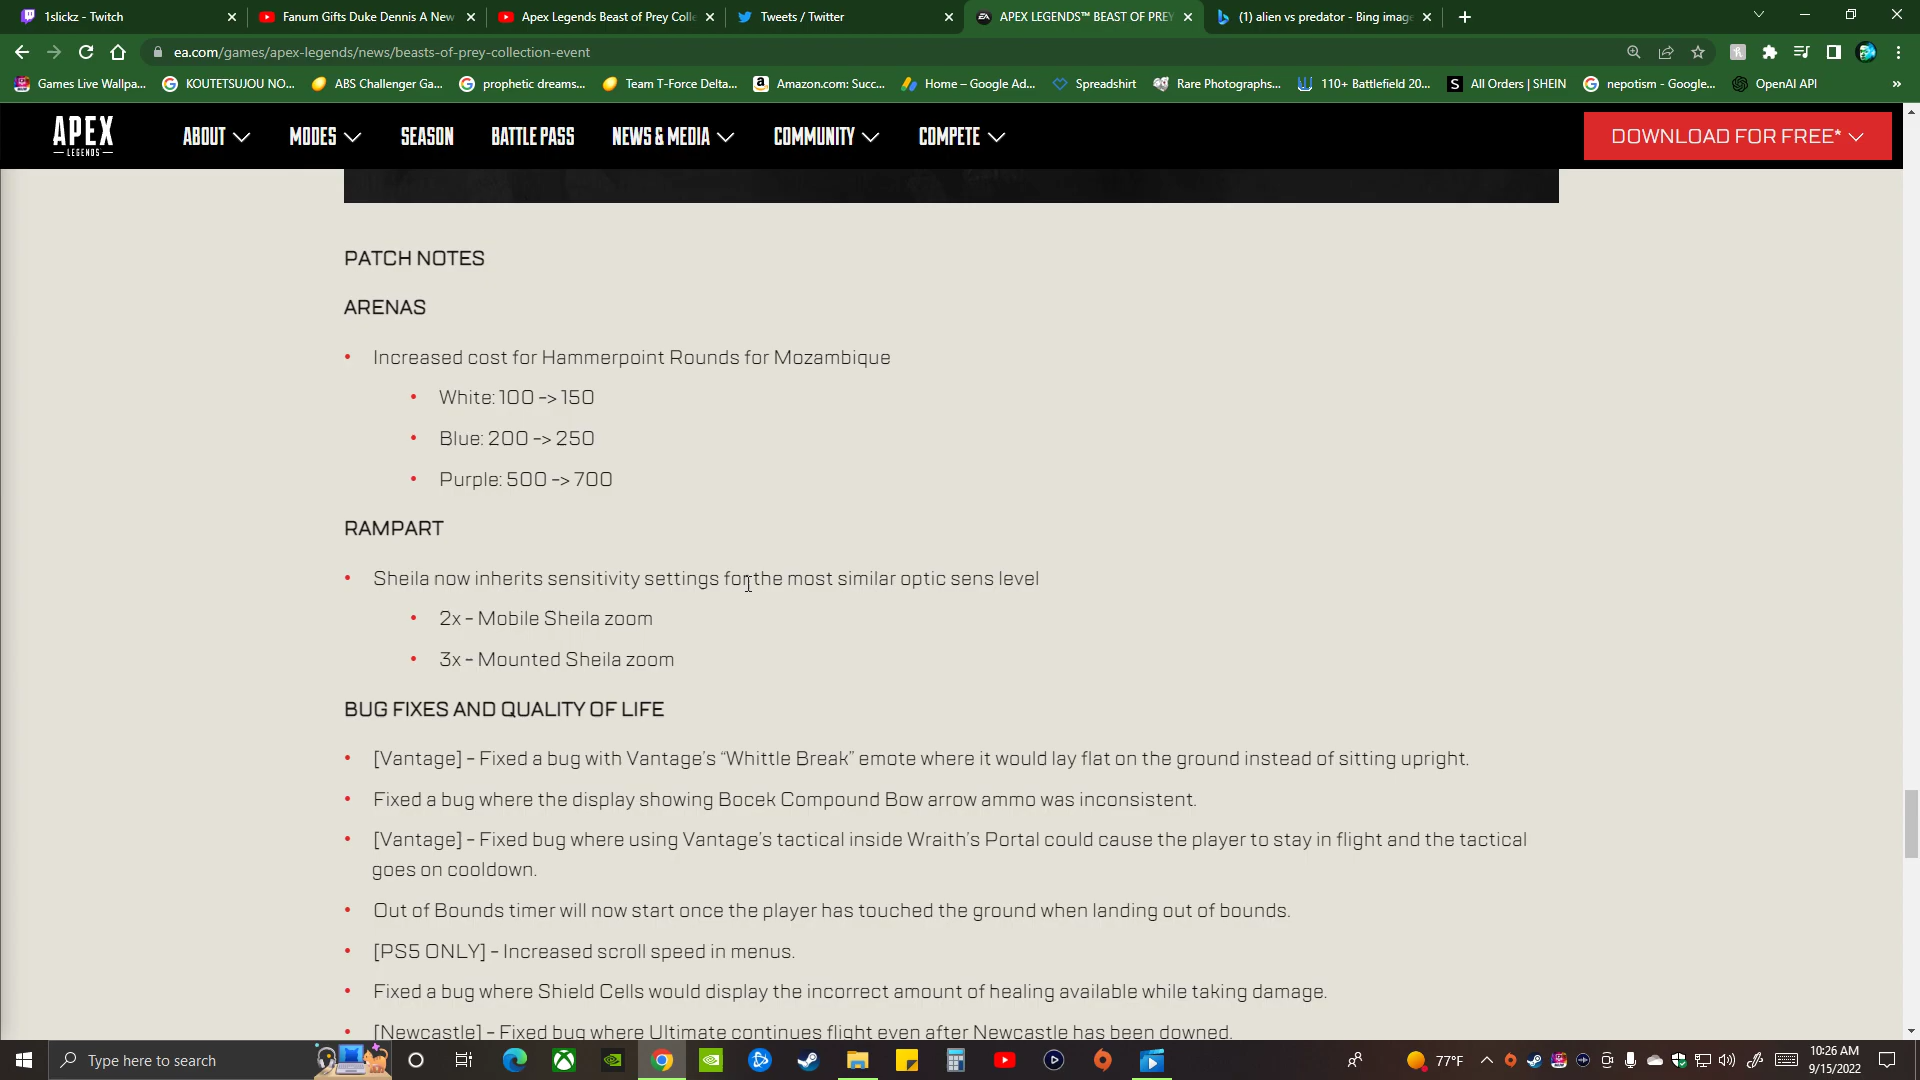 1slickz - Twitch
Fanum Gifts Duke Dennis A New
Apex Legends Beast of Prey Colle
Tweets / Twitter
APEX LEGENDS™ BEAST OF PREY
(1) alien vs predator - Bing image
ea.com/games/apex-legends/news/beasts-of-prey-collection-event
Games Live Wallpa...
KOUTETSUJOU NO...
ABS Challenger Ga...
prophetic dreams...
Team T-Force Delta...
Amazon.com: Succ...
Home – Google Ad...
Spreadshirt
Rare Photographs...
110+ Battlefield 20...
All Orders | SHEIN
nepotism - Google...
OpenAI API
APEX
LEGENDS
ABOUT
MODES
SEASON
BATTLE PASS
NEWS & MEDIA
COMMUNITY
COMPETE
DOWNLOAD FOR FREE*
PATCH NOTES
ARENAS
• Increased cost for Hammerpoint Rounds for Mozambique
• White: 100 -> 150
• Blue: 200 -> 250
• Purple: 500 -> 700
RAMPART
• Sheila now inherits sensitivity settings for the most similar optic sens level
• 2x - Mobile Sheila zoom
• 3x - Mounted Sheila zoom
BUG FIXES AND QUALITY OF LIFE
• [Vantage] - Fixed a bug with Vantage's “Whittle Break” emote where it would lay flat on the ground instead of sitting upright.
• Fixed a bug where the display showing Bocek Compound Bow arrow ammo was inconsistent.
• [Vantage] - Fixed bug where using Vantage's tactical inside Wraith's Portal could cause the player to stay in flight and the tactical
goes on cooldown.
• Out of Bounds timer will now start once the player has touched the ground when landing out of bounds.
• [PS5 ONLY] - Increased scroll speed in menus.
• Fixed a bug where Shield Cells would display the incorrect amount of healing available while taking damage.
• [Newcastle] - Fixed bug where Ultimate continues flight even after Newcastle has been downed.
Type here to search
77°F
10:26 AM
9/15/2022